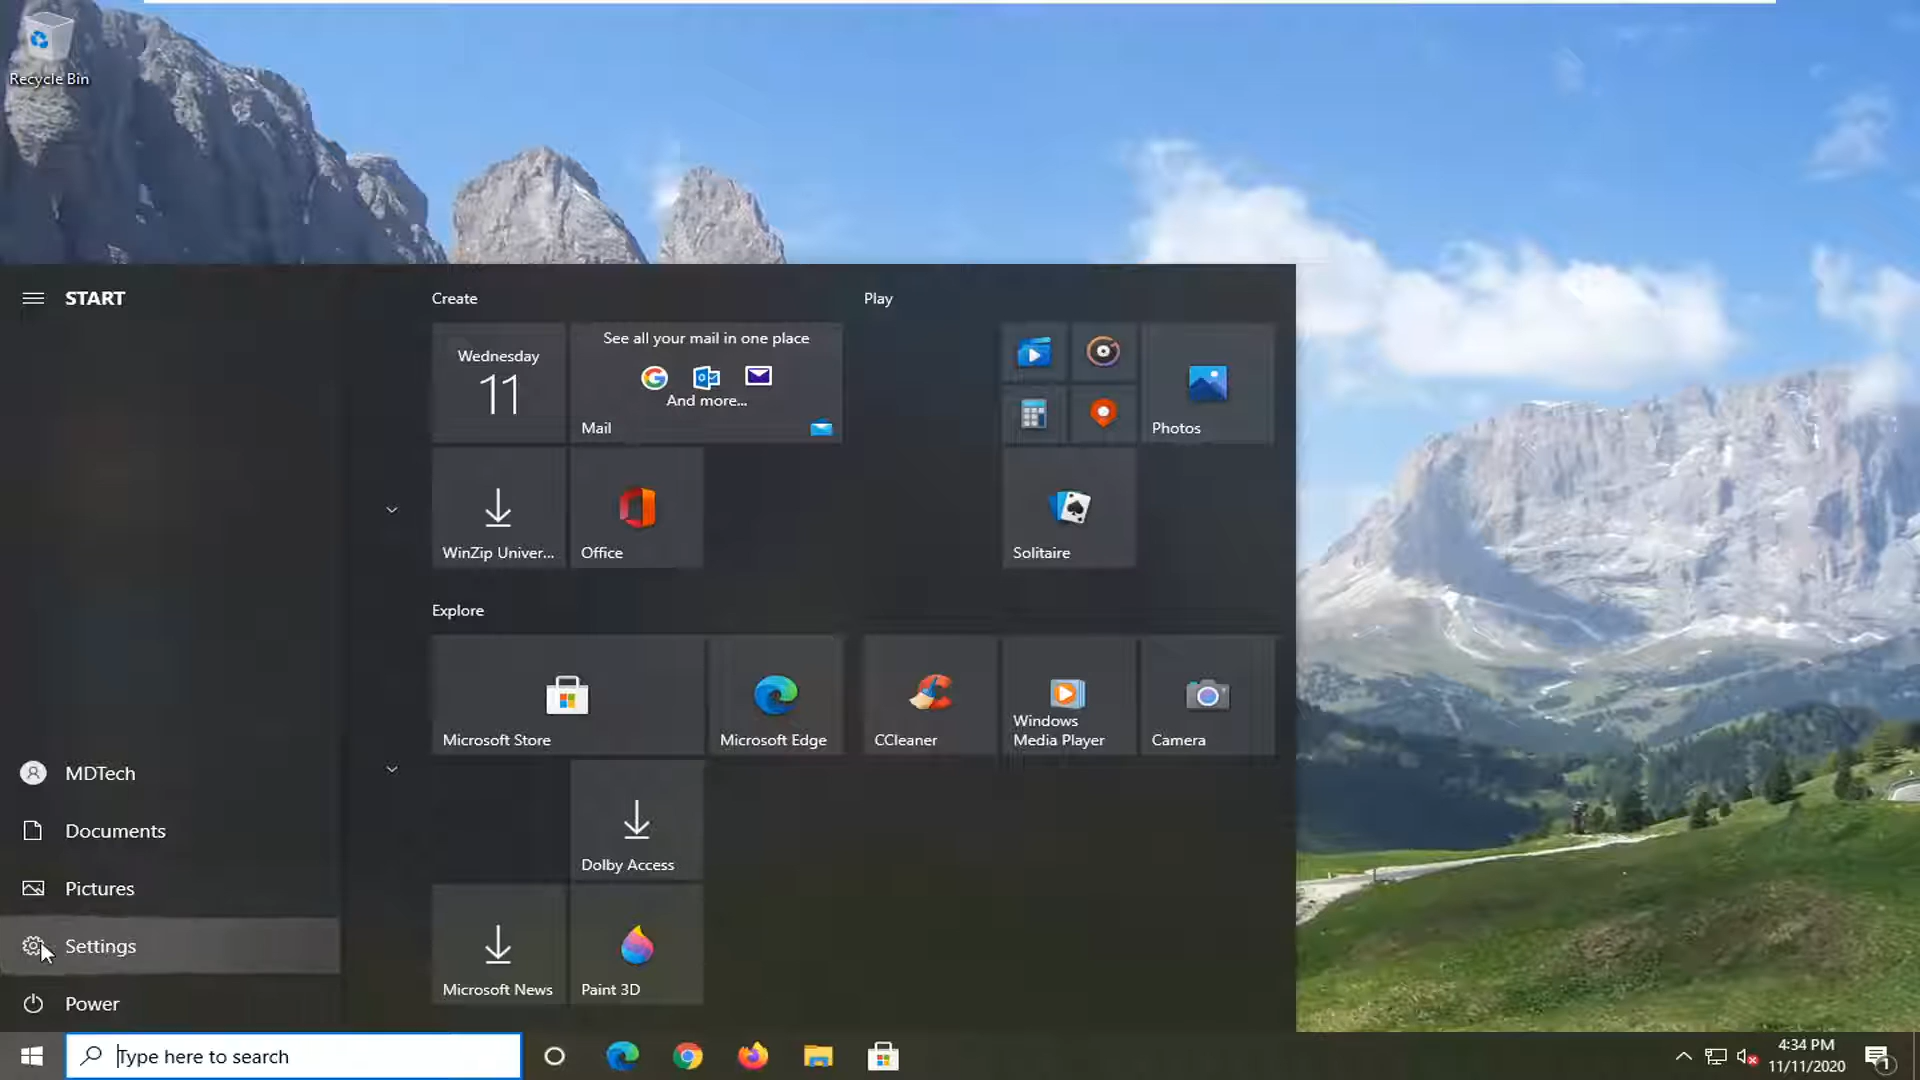 Recycle Bin
START
Create
Play
Wednesday
11
See all your mail in one place
And more...
Mail
Photos
WinZip Univer...
Office
Solitaire
Explore
Microsoft Store
Microsoft Edge
CCleaner
Windows
Media Player
Camera
MDTech
Documents
Dolby Access
Pictures
Settings
Microsoft News
Paint 3D
Power
Type here to search
4:34 PM
11/11/2020
1